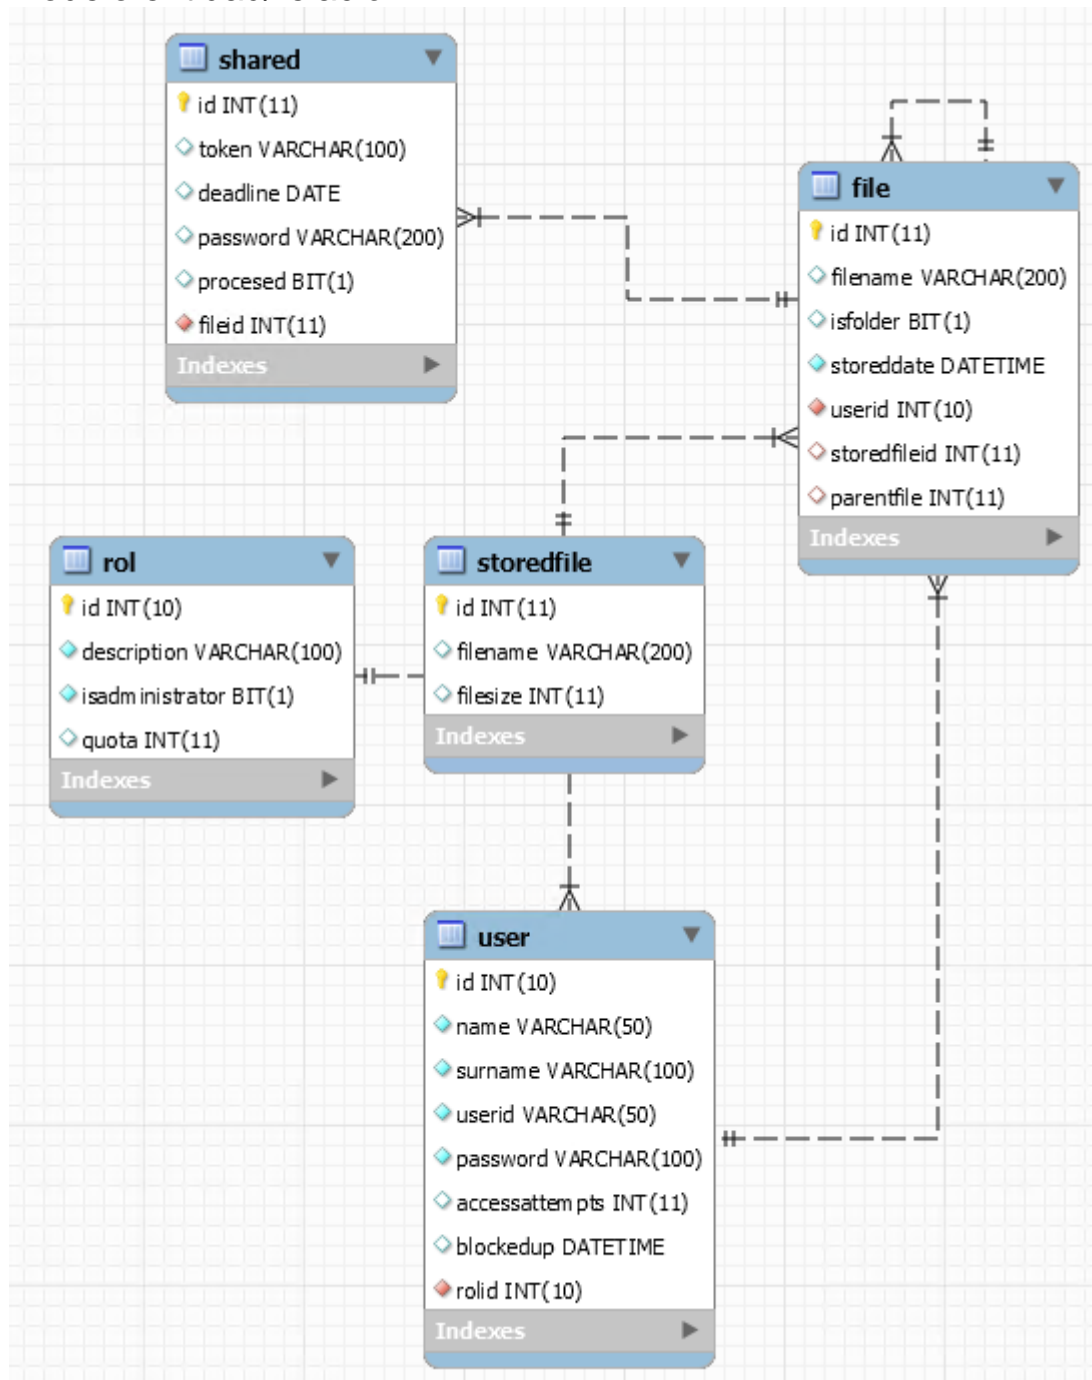 shared
id INT(11)
token VARCHAR(100)
deadline DATE
password VARCHAR(200)
procesed BIT(1)
fileid INT(11)
Indexes
file
id INT(11)
filename VARCHAR(200)
isfolder BIT(1)
storeddate DATETIME
userid INT(10)
storedfileid INT(11)
parentfile INT(11)
Indexes
rol
id INT(10)
description VARCHAR(100)
isadministrator BIT(1)
quota INT(11)
Indexes
storedfile
id INT(11)
filename VARCHAR(200)
filesize INT(11)
Indexes
user
id INT(10)
name VARCHAR(50)
surname VARCHAR(100)
userid VARCHAR(50)
password VARCHAR(100)
accessattempts INT(11)
blockedup DATETIME
rolid INT(10)
Indexes